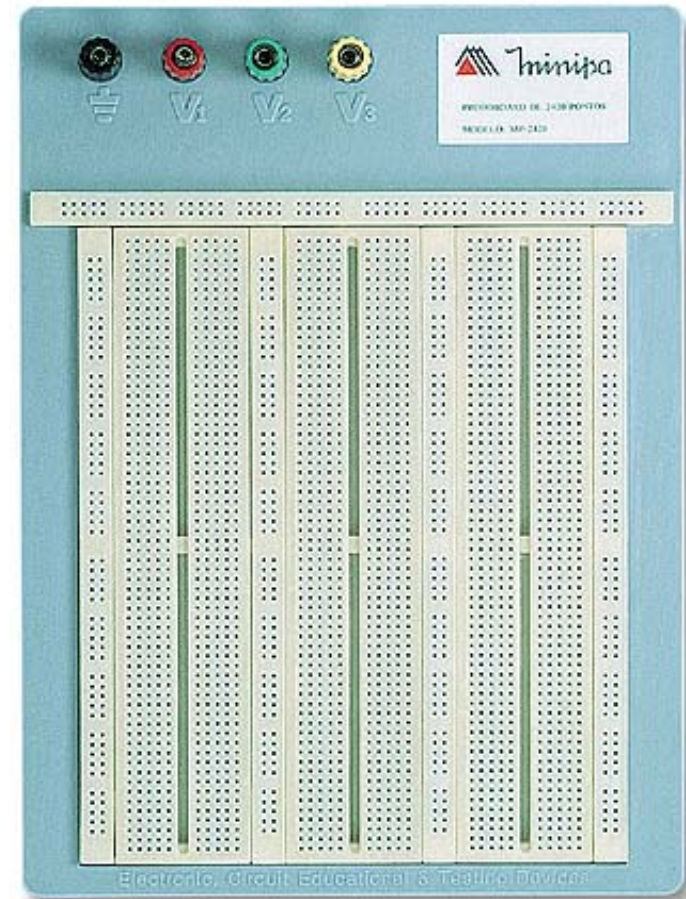 minipa
PROTOBOARD DE 2420 PONTOS
MODELO: MP-2420
V1 V2 V3
Electronic, Circuit Educational & Testing Devices